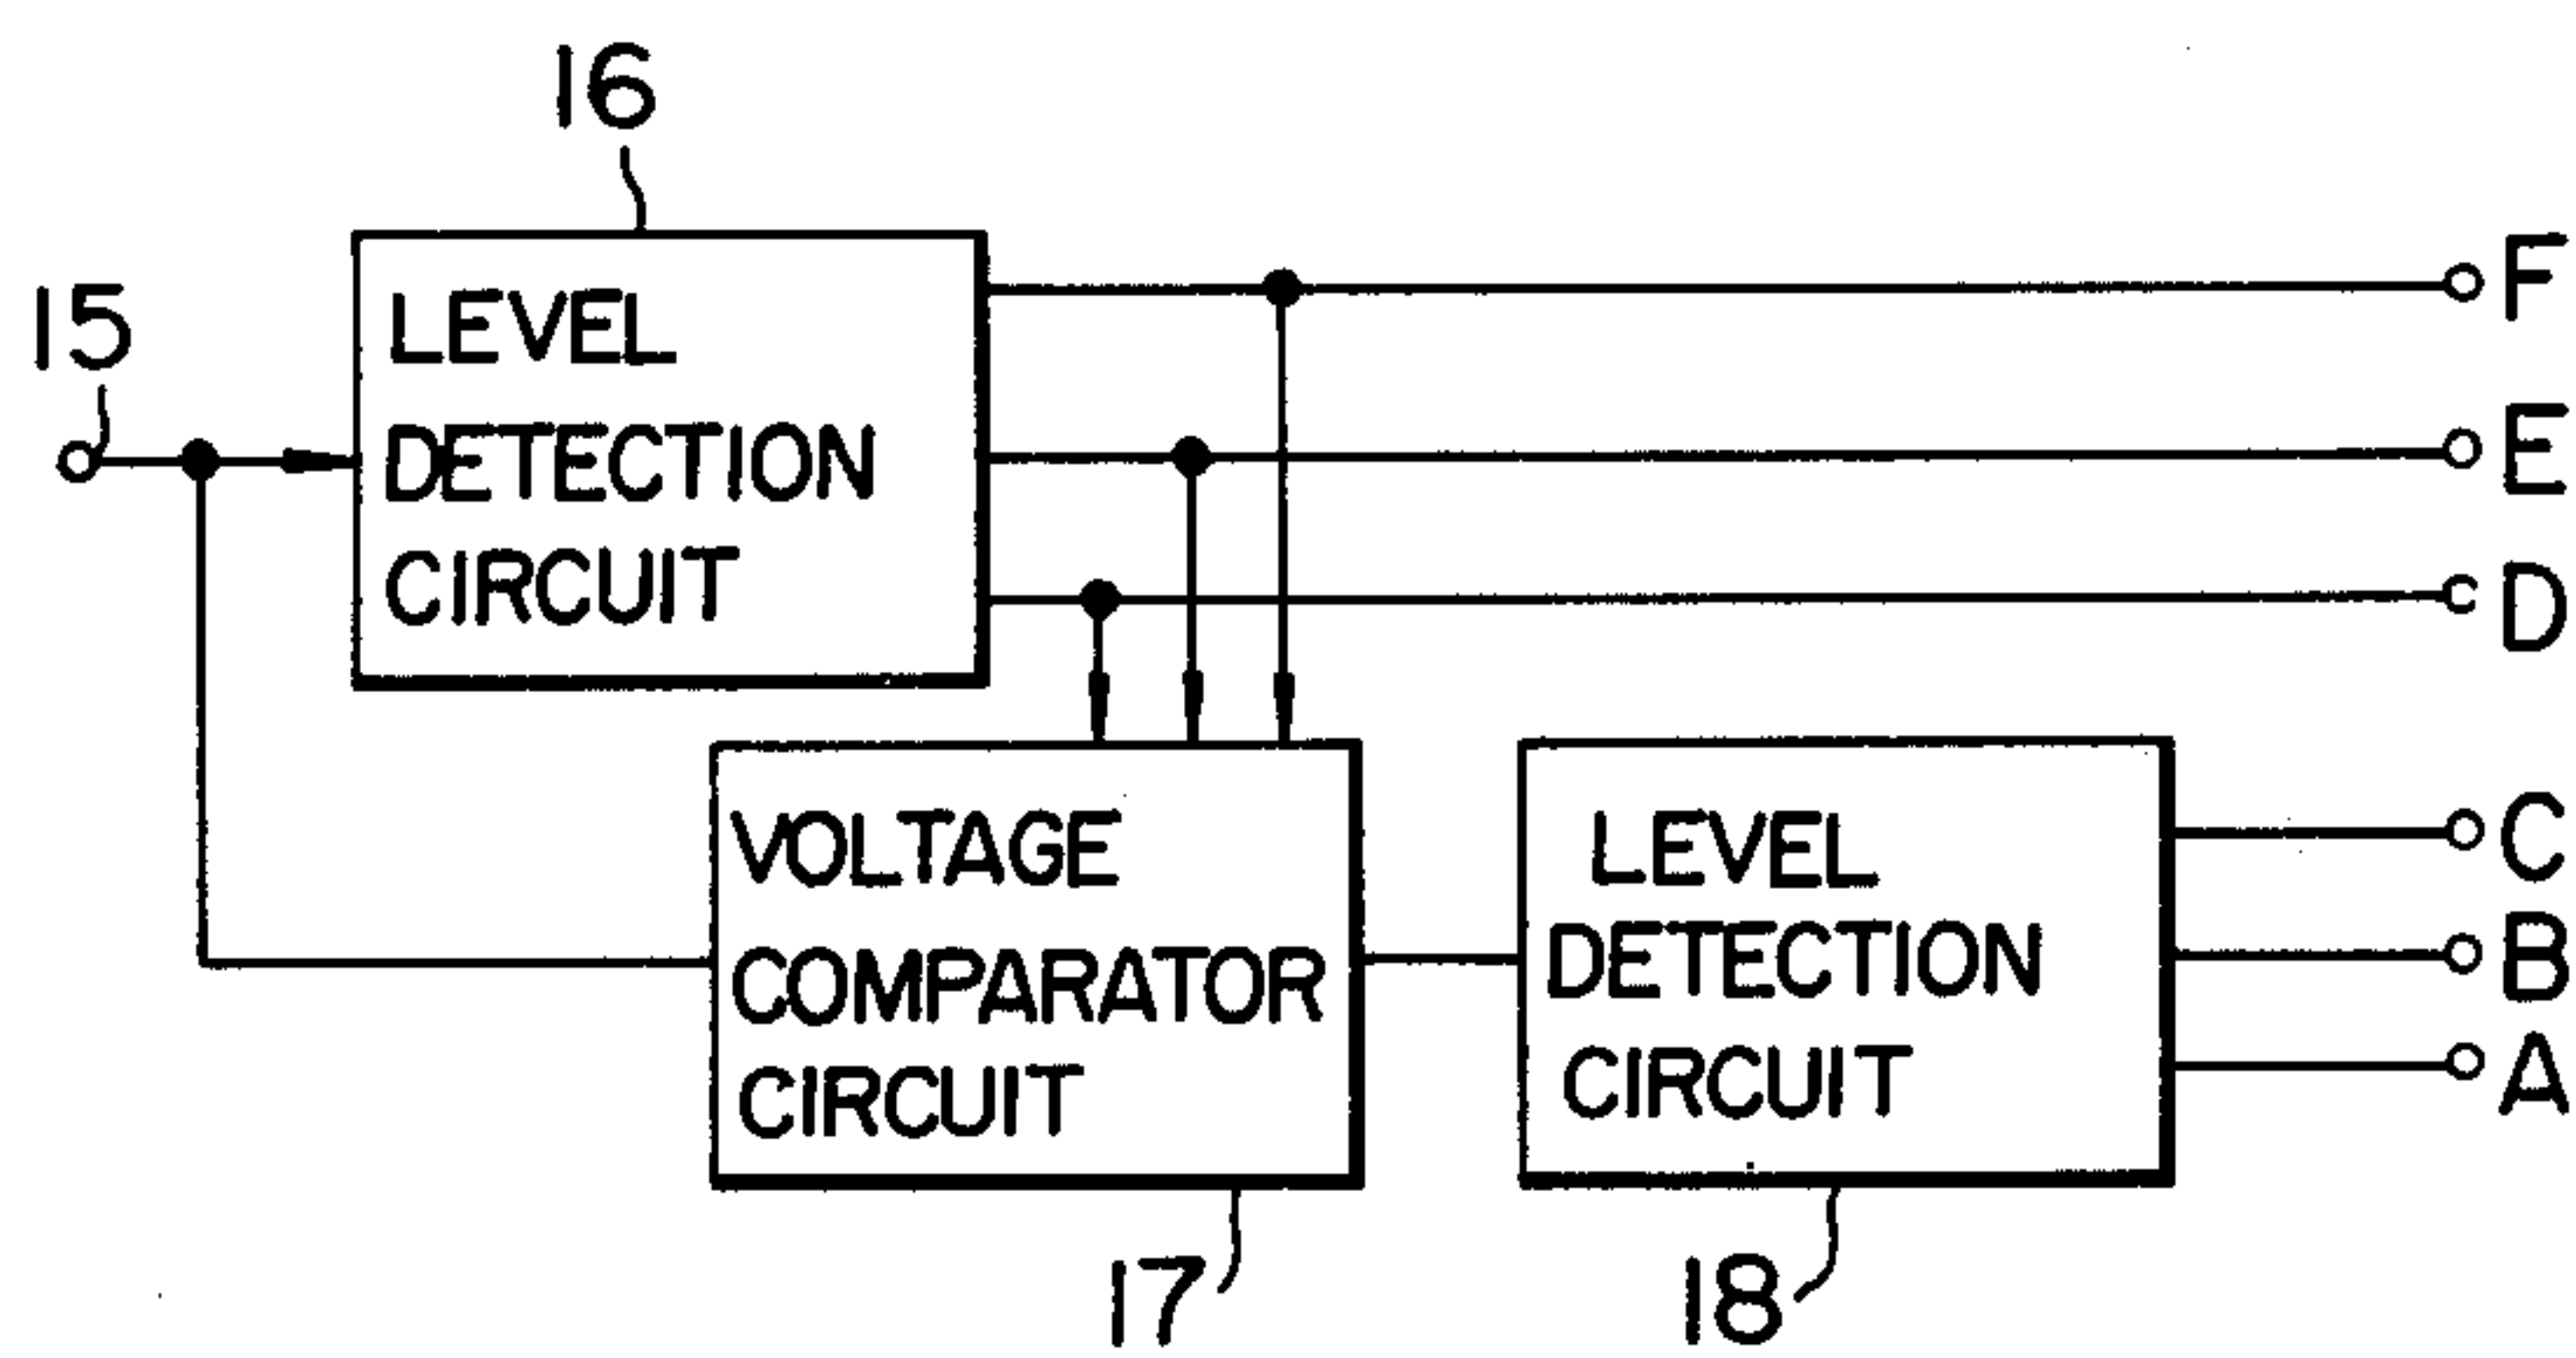 16
15
LEVEL
DETECTION
CIRCUIT
F
E
D
VOLTAGE
COMPARATOR
CIRCUIT
LEVEL
DETECTION
CIRCUIT
C
B
A
17
18